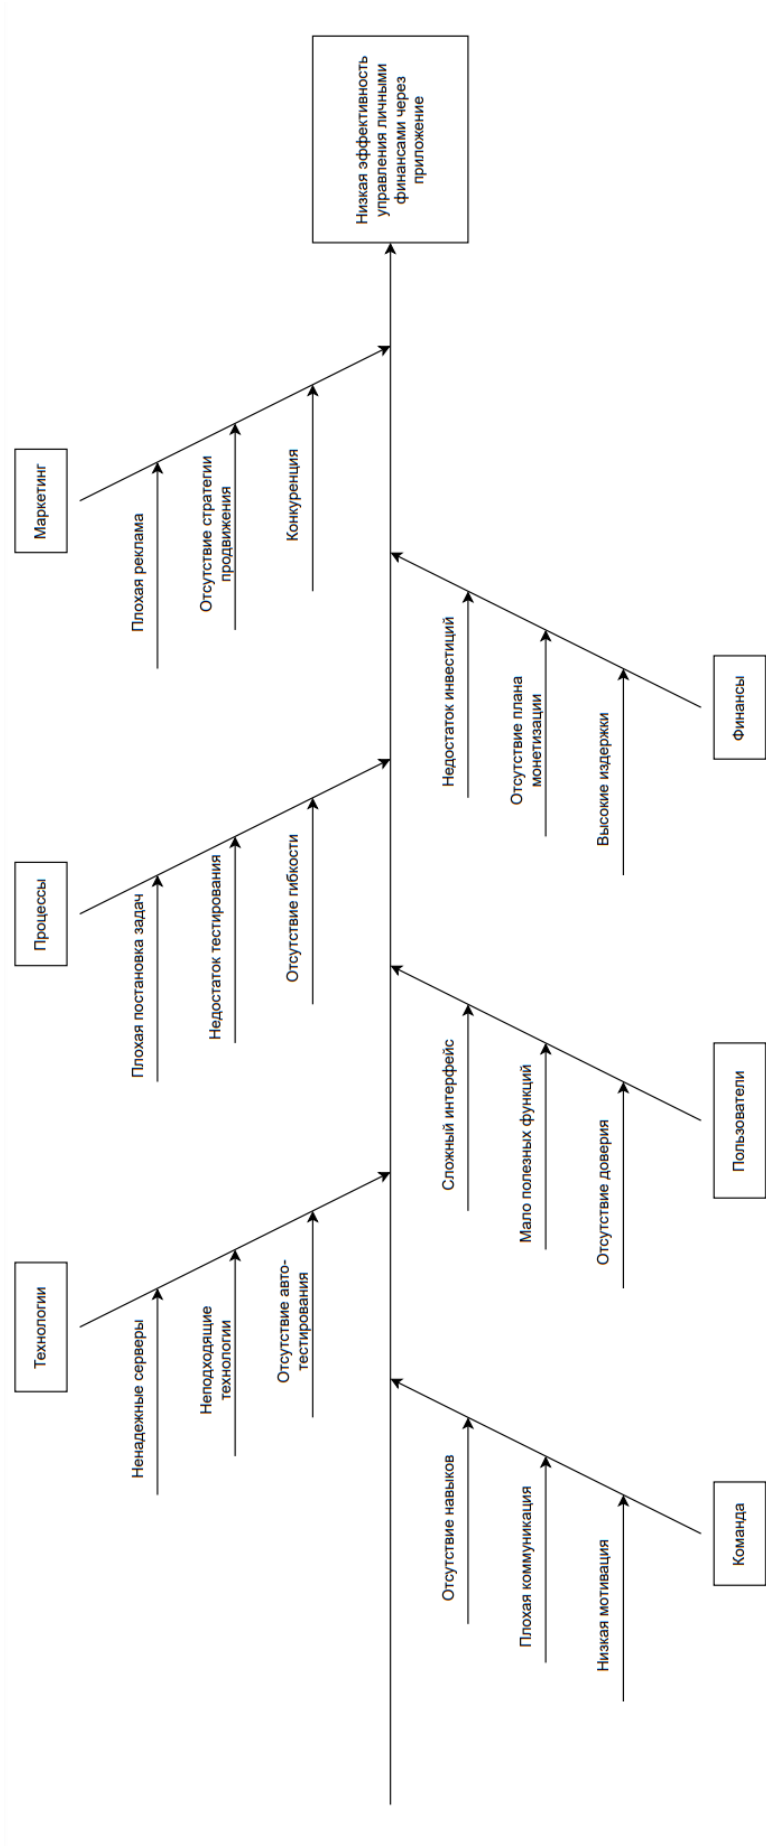 Технологии
Ненадежные серверы
Неподходящие
технологии
Отсутствие авто-
тестирования
Процессы
Плохая постановка задач
Недостаток тестирования
Отсутствие гибкости
Маркетинг
Плохая реклама
Отсутствие стратегии
продвижения
Конкуренция
Низкая эффективность
управления личными
финансами через
приложение
Отсутствие навыков
Плохая коммуникация
Низкая мотивация
Команда
Сложный интерфейс
Мало полезных функций
Отсутствие доверия
Пользователи
Недостаток инвестиций
Отсутствие плана
монетизации
Высокие издержки
Финансы